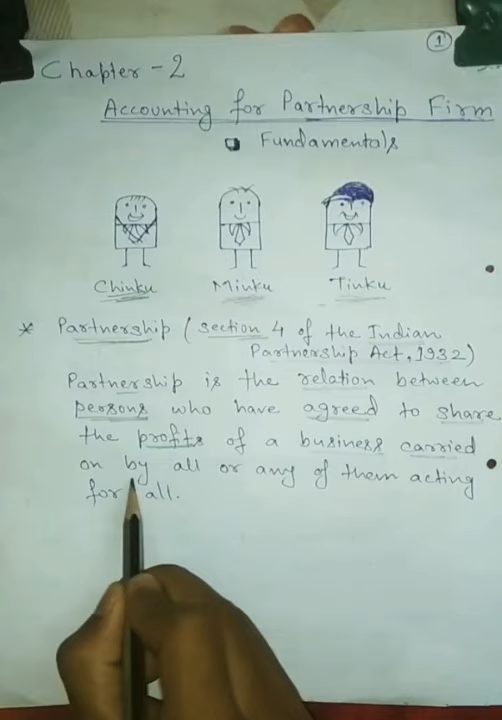 1
Chapter - 2
Accounting for Partnership Firm
Fundamentals
Chinku Minku Tinku
* Partnership (section 4 of the Indian
Partnership Act, 1932)
Partnership is the relation between
persons who have agreed to share
the profits of a business carried
on by all or any of them acting
for all.